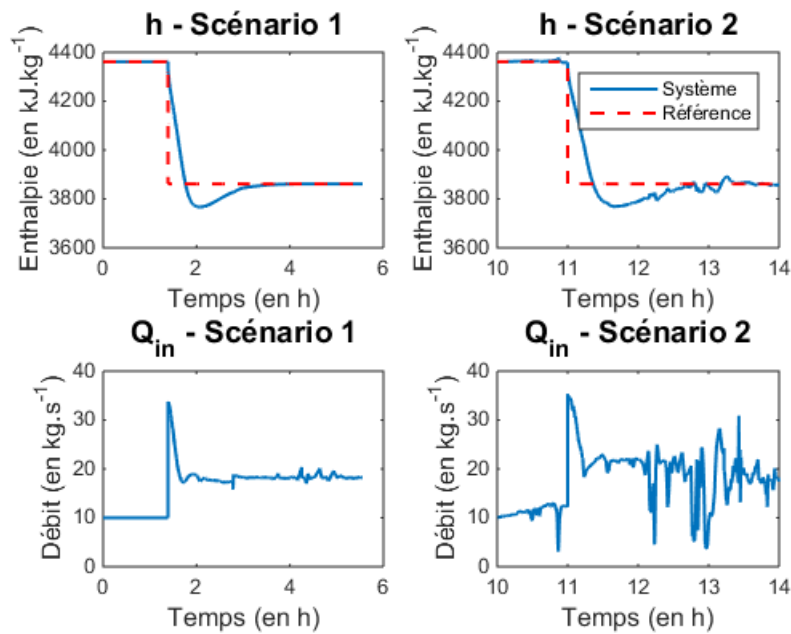 h - Scénario 1
4400
4200
4000
3800
3600
0
2
4
6
Enthalpie (en kJ.kg-1)
Temps (en h)
h - Scénario 2
4400
4200
4000
3800
3600
10
11
12
13
14
Enthalpie (en kJ.kg-1)
Temps (en h)
Système
Référence
Qin - Scénario 1
40
30
20
10
0
0
2
4
6
Débit (en kg.s-1)
Temps (en h)
Qin - Scénario 2
40
30
20
10
0
10
11
12
13
14
Débit (en kg.s-1)
Temps (en h)